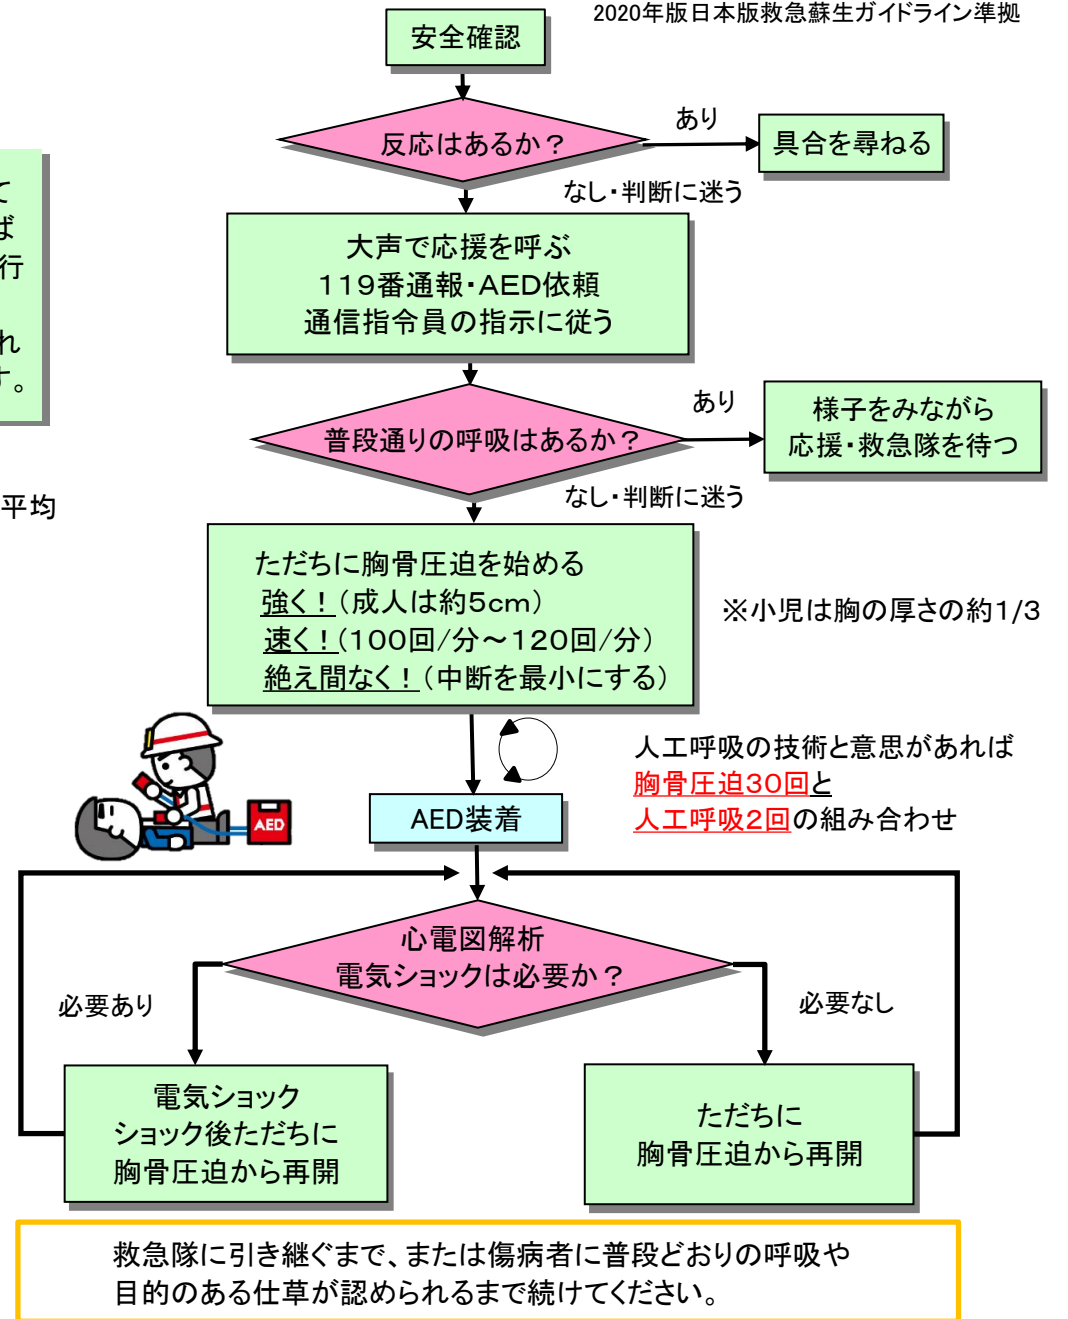 2020年版日本版救急蘇生ガイドライン準拠
安全確認
反応はあるか？
あり
具合を尋ねる
なし・判断に迷う
て
ば
行
れ
す。
大声で応援を呼ぶ
119番通報・AED依頼
通信指令員の指示に従う
普段通りの呼吸はあるか？
あり
様子をみながら
応援・救急隊を待つ
なし・判断に迷う
平均
ただちに胸骨圧迫を始める
強く！（成人は約5cm）
速く！（100回/分～120回/分）
絶え間なく！（中断を最小にする）
※小児は胸の厚さの約1/3
人工呼吸の技術と意思があれば
胸骨圧迫30回と
人工呼吸2回の組み合わせ
AED
AED装着
心電図解析
電気ショックは必要か？
必要あり
必要なし
電気ショック
ショック後ただちに
胸骨圧迫から再開
ただちに
胸骨圧迫から再開
救急隊に引き継ぐまで、または傷病者に普段どおりの呼吸や
目的のある仕草が認められるまで続けてください。